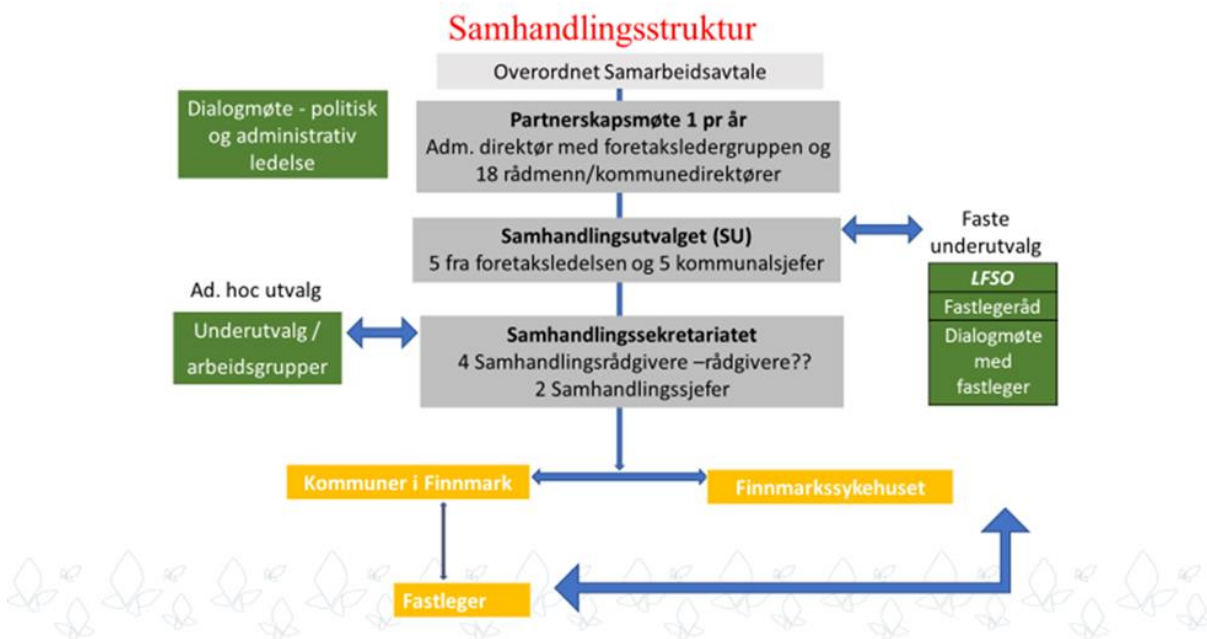 Samhandlingsstruktur
Overordnet Samarbeidsavtale
Dialogmøte - politisk
og administrativ
ledelse
Partnerskapsmøte 1 pr år
Adm. direktør med foretaksledergruppen og
18 rådmenn/kommunedirektører
Samhandlingsutvalget (SU)
5 fra foretaksledelsen og 5 kommunalsjefer
Faste
underutvalg
LFSO
Fastlegeråd
Dialogmøte
med
fastleger
Ad. hoc utvalg
Underutvalg /
arbeidsgrupper
Samhandlingssekretariatet
4 Samhandlingsrådgivere –rådgivere??
2 Samhandlingssjefer
Kommuner i Finnmark
Finnmarkssykehuset
Fastleger